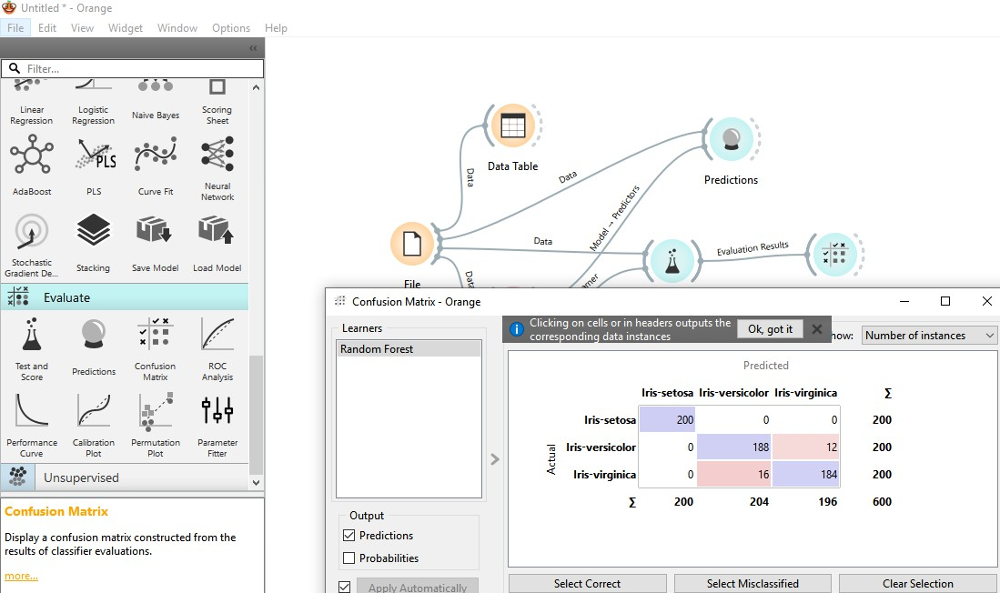 Untitled * - Orange
File Edit View Widget Window Options Help
Filter...
Linear Regression
Logistic Regression
Naive Bayes
Scoring Sheet
PLS
AdaBoost
PLS
Curve Fit
Neural Network
Stochastic Gradient De...
Stacking
Save Model
Load Model
Evaluate
Test and Score
Predictions
Confusion Matrix
ROC Analysis
Performance Curve
Calibration Plot
Permutation Plot
Parameter Fitter
Unsupervised
Confusion Matrix
Display a confusion matrix constructed from the
results of classifier evaluations.
more...
Data Table
Predictions
Data
Data
Model → Predictors
Data
Evaluation Results
File
Data
Confusion Matrix - Orange
Learners
Random Forest
Output
Predictions
Probabilities
Apply Automatically
Clicking on cells or in headers outputs the
corresponding data instances
Ok, got it
Number of instances
Predicted
Iris-setosa Iris-versicolor Iris-virginica Σ
Actual
Iris-setosa 200 0 0 200
Iris-versicolor 0 188 12 200
Iris-virginica 0 16 184 200
Σ 200 204 196 600
Select Correct
Select Misclassified
Clear Selection